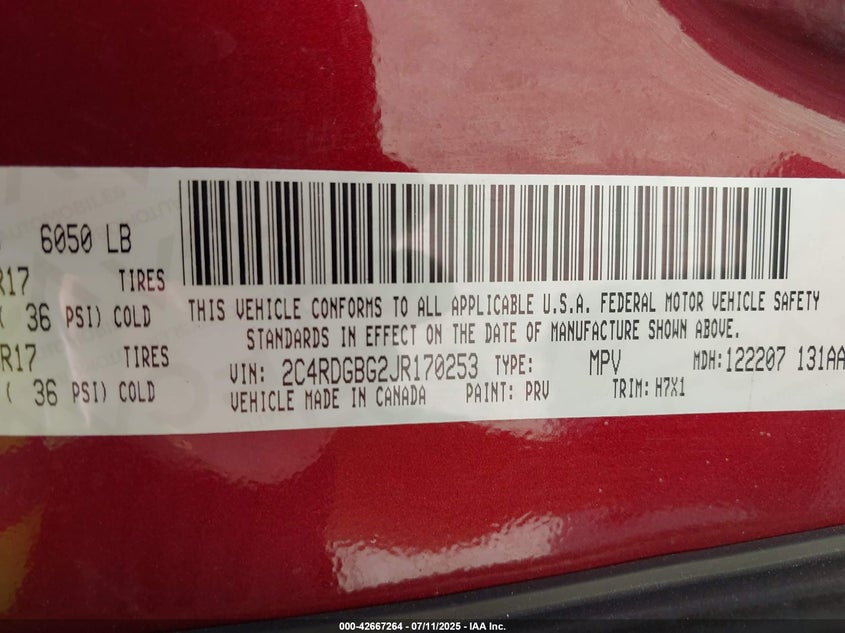 6050 LB
R17 TIRES
( 36 PSI) COLD
R17 TIRES
( 36 PSI) COLD
THIS VEHICLE CONFORMS TO ALL APPLICABLE U.S.A. FEDERAL MOTOR VEHICLE SAFETY
STANDARDS IN EFFECT ON THE DATE OF MANUFACTURE SHOWN ABOVE.
VIN: 2C4RDGBG2JR170253 TYPE: MPV MDH: 122207 131AA
VEHICLE MADE IN CANADA PAINT: PRV TRIM: H7X1
000-42667264 - 07/11/2025 - IAA Inc.